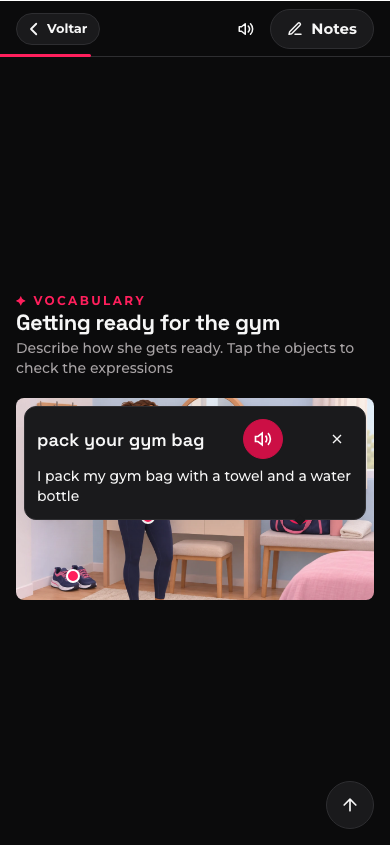 Voltar
Notes
VOCABULARY
Getting ready for the gym
Describe how she gets ready. Tap the objects to
check the expressions
pack your gym bag
I pack my gym bag with a towel and a water
bottle